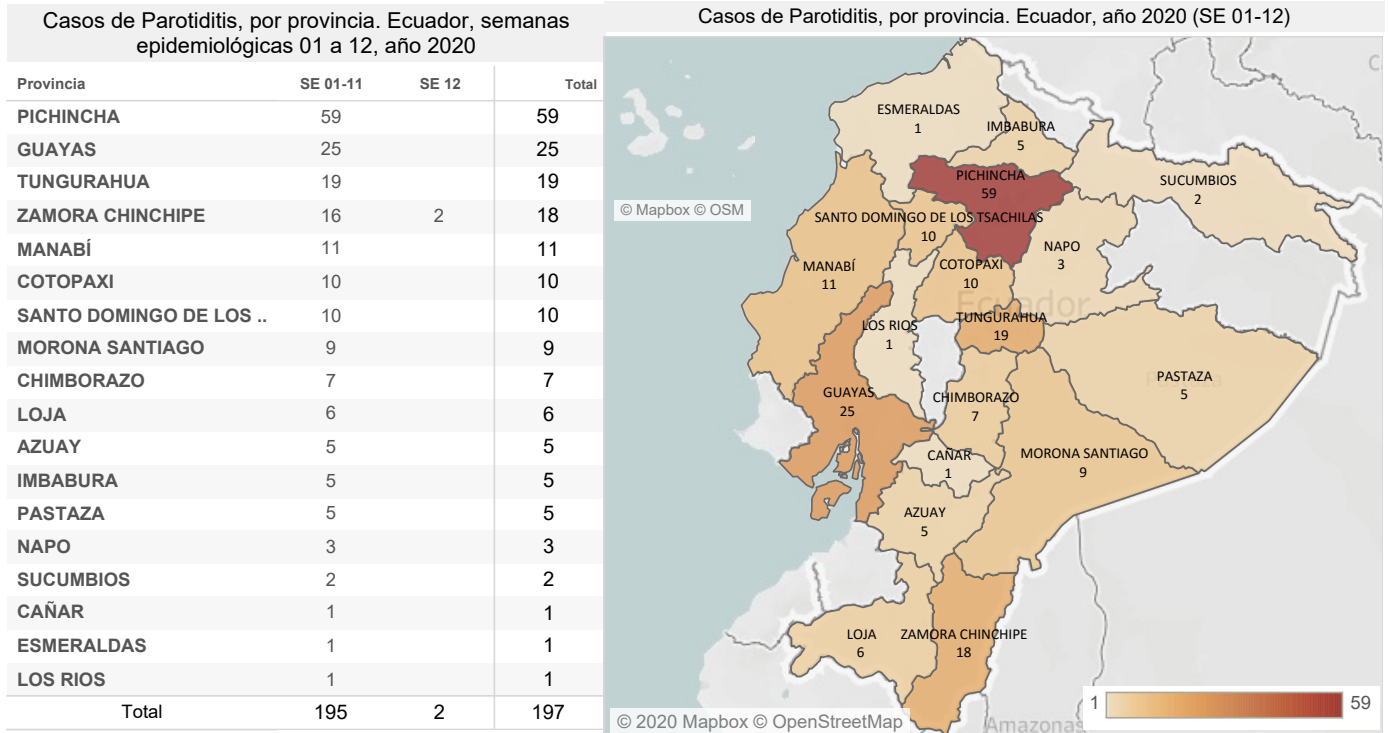 Casos de Parotiditis, por provincia. Ecuador, semanas
epidemiológicas 01 a 12, año 2020
Provincia SE 01-11 SE 12 Total
PICHINCHA 59 59
GUAYAS 25 25
TUNGURAHUA 19 19
ZAMORA CHINCHIPE 16 2 18
MANABÍ 11 11
COTOPAXI 10 10
SANTO DOMINGO DE LOS .. 10 10
MORONA SANTIAGO 9 9
CHIMBORAZO 7 7
LOJA 6 6
AZUAY 5 5
IMBABURA 5 5
PASTAZA 5 5
NAPO 3 3
SUCUMBIOS 2 2
CAÑAR 1 1
ESMERALDAS 1 1
LOS RIOS 1 1
Total 195 2 197
Casos de Parotiditis, por provincia. Ecuador, año 2020 (SE 01-12)
ESMERALDAS
1
IMBABURA
5
PICHINCHA
59
SUCUMBIOS
2
© Mapbox © OSM
SANTO DOMINGO DE LOS TSACHILAS
10
NAPO
3
MANABÍ
11
COTOPAXI
10
Ecuador
TUNGURAHUA
19
LOS RIOS
1
PASTAZA
5
GUAYAS
25
CHIMBORAZO
7
CAÑAR
1
MORONA SANTIAGO
9
AZUAY
5
LOJA
6
ZAMORA CHINCHIPE
18
1 59
© 2020 Mapbox © OpenStreetMap
Amazonas